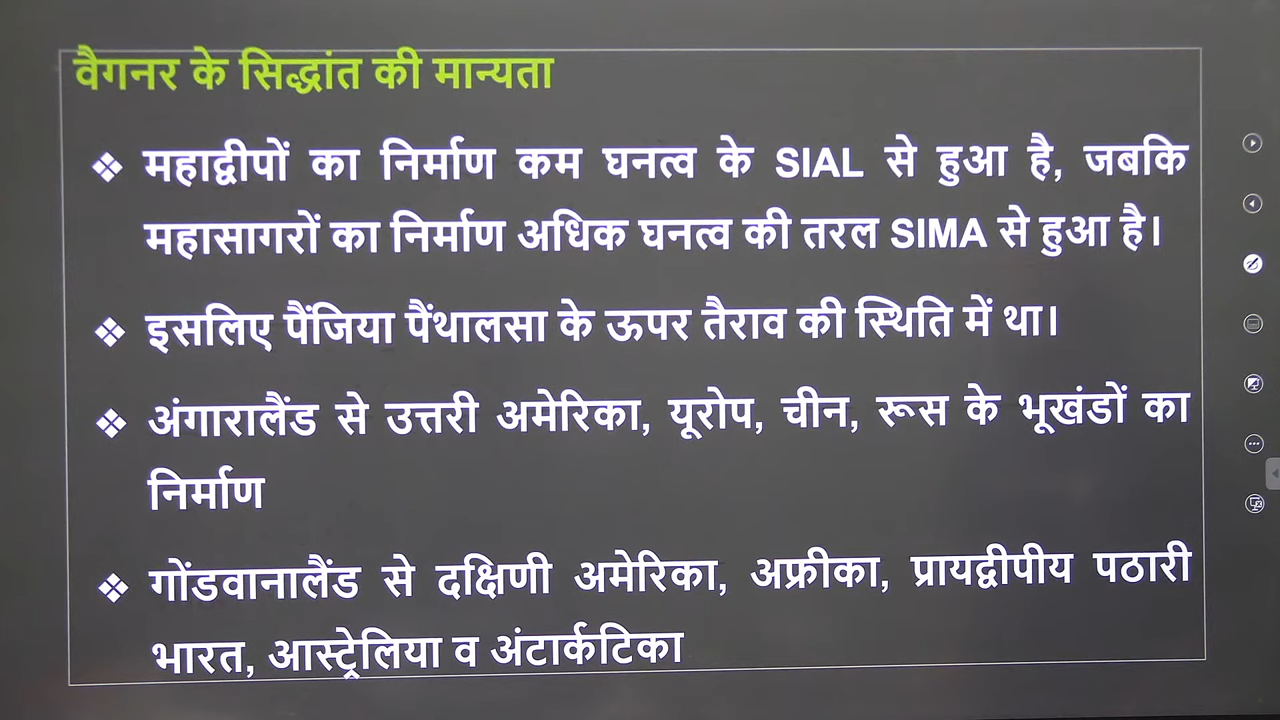 वैगनर के सिद्धांत की मान्यता
❖ महाद्वीपों का निर्माण कम घनत्व के SIAL से हुआ है, जबकि
महासागरों का निर्माण अधिक घनत्व की तरल SIMA से हुआ है।
❖ इसलिए पैंजिया पैंथालसा के ऊपर तैराव की स्थिति में था।
❖ अंगारालैंड से उत्तरी अमेरिका, यूरोप, चीन, रूस के भूखंडों का
निर्माण
❖ गोंडवानालैंड से दक्षिणी अमेरिका, अफ्रीका, प्रायद्वीपीय पठारी
भारत, आस्ट्रेलिया व अंटार्कटिका